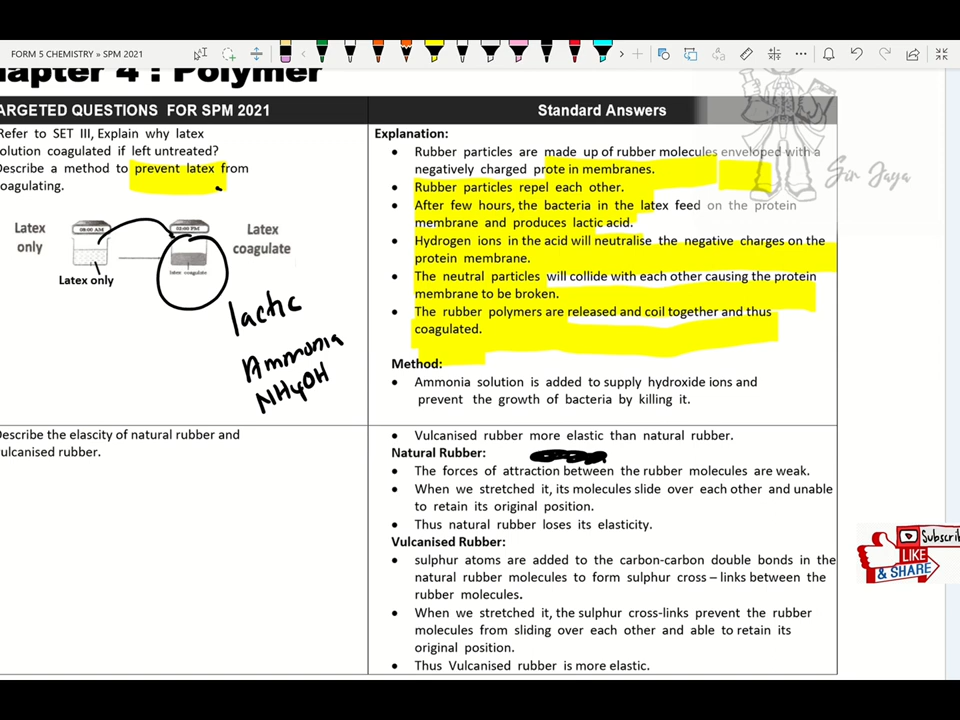 FORM 5 CHEMISTRY » SPM 2021
hapter 4 : Polymer
ARGETED QUESTIONS FOR SPM 2021
Refer to SET III, Explain why latex
solution coagulated if left untreated?
Describe a method to prevent latex from
coagulating.
Latex
only
08:00 AM
02:00 PM
Latex
coagulate
Latex only
latex coagulate
lactic
Ammonia
NH4OH
Standard Answers
Explanation:
• Rubber particles are made up of rubber molecules enveloped with a
negatively charged protein membranes.
• Rubber particles repel each other.
• After few hours, the bacteria in the latex feed on the protein
membrane and produces lactic acid.
• Hydrogen ions in the acid will neutralise the negative charges on the
protein membrane.
• The neutral particles will collide with each other causing the protein
membrane to be broken.
• The rubber polymers are released and coil together and thus
coagulated.
Method:
• Ammonia solution is added to supply hydroxide ions and
prevent the growth of bacteria by killing it.
Describe the elascity of natural rubber and
vulcanised rubber.
• Vulcanised rubber more elastic than natural rubber.
Natural Rubber:
• The forces of attraction between the rubber molecules are weak.
• When we stretched it, its molecules slide over each other and unable
to retain its original position.
• Thus natural rubber loses its elasticity.
Vulcanised Rubber:
• sulphur atoms are added to the carbon-carbon double bonds in the
natural rubber molecules to form sulphur cross – links between the
rubber molecules.
• When we stretched it, the sulphur cross-links prevent the rubber
molecules from sliding over each other and able to retain its
original position.
• Thus Vulcanised rubber is more elastic.
Sir Jaya
Subscrib
LIKE
& SHARE